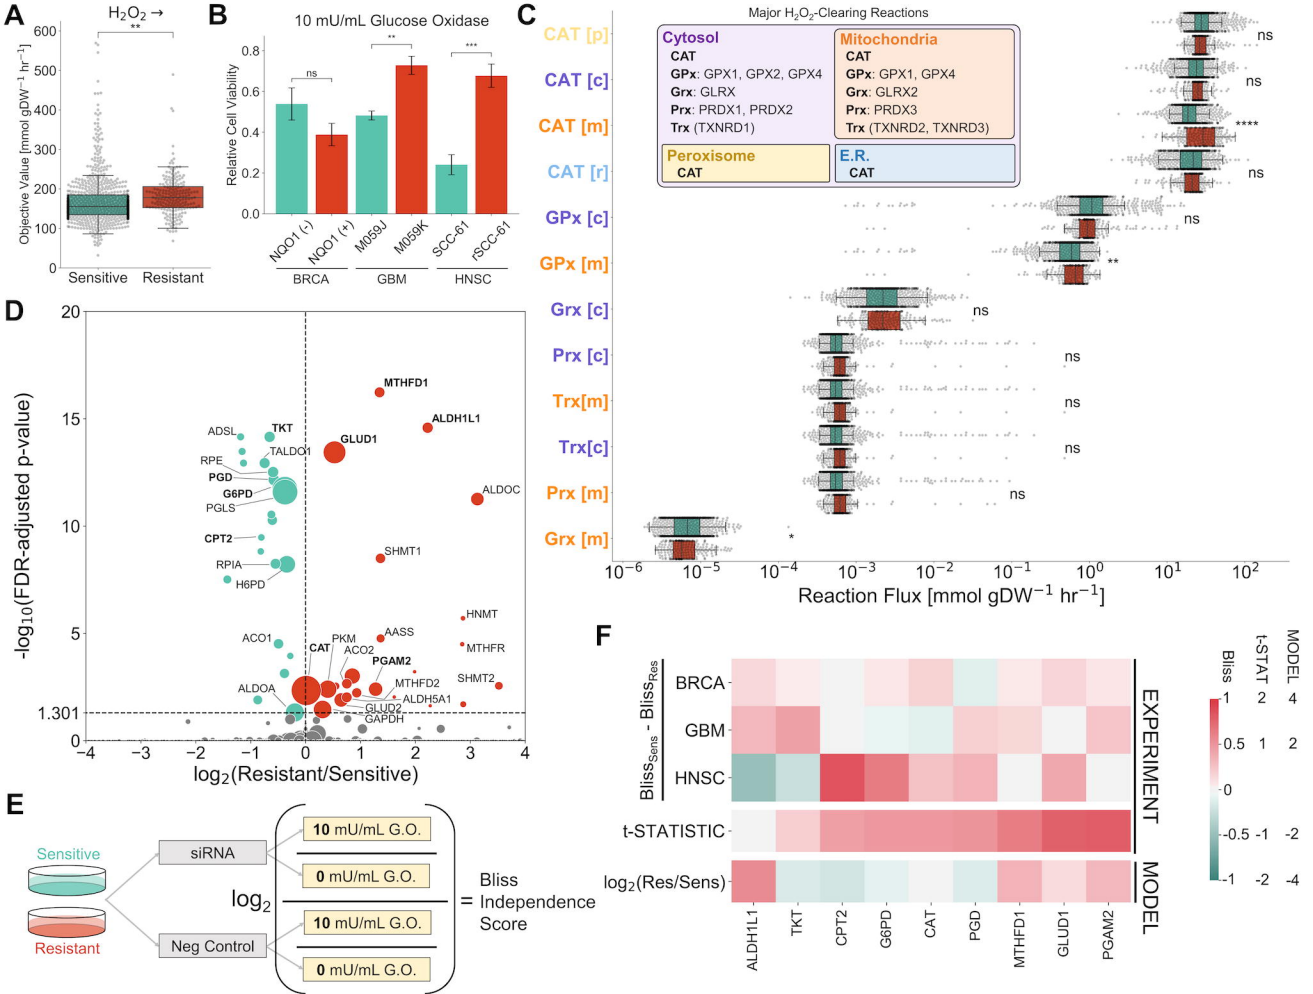 A
H₂O₂ →
**
Objective Value [mmol gDW⁻¹ hr⁻¹]
600
500
400
300
200
100
0
Sensitive
Resistant
B
10 mU/mL Glucose Oxidase
Relative Cell Viability
0.8
0.6
0.4
0.2
0.0
ns
**
***
NQO1 (-)
NQO1 (+)
M059J
M059K
SCC-61
rSCC-61
BRCA
GBM
HNSC
C
Major H₂O₂-Clearing Reactions
Cytosol
CAT
GPx: GPX1, GPX2, GPX4
Grx: GLRX
Prx: PRDX1, PRDX2
Trx (TXNRD1)
Mitochondria
CAT
GPx: GPX1, GPX4
Grx: GLRX2
Prx: PRDX3
Trx (TXNRD2, TXNRD3)
Peroxisome
CAT
E.R.
CAT
CAT [p]
CAT [c]
CAT [m]
CAT [r]
GPx [c]
GPx [m]
Grx [c]
Prx [c]
Trx[m]
Trx[c]
Prx [m]
Grx [m]
ns
ns
****
ns
ns
**
ns
ns
ns
ns
ns
*
10⁻⁶
10⁻⁵
10⁻⁴
10⁻³
10⁻²
10⁻¹
10⁰
10¹
10²
Reaction Flux [mmol gDW⁻¹ hr⁻¹]
D
-log₁₀(FDR-adjusted p-value)
20
15
10
5
1.301
0
−4
−3
−2
−1
0
1
2
3
4
log₂(Resistant/Sensitive)
MTHFD1
ALDH1L1
GLUD1
ALDOC
SHMT1
HNMT
MTHFR
SHMT2
AASS
CAT
PKM
ACO2
PGAM2
MTHFD2
ALDH5A1
GLUD2
GAPDH
ADSL
TKT
TALDO1
RPE
PGD
G6PD
PGLS
CPT2
RPIA
H6PD
ACO1
ALDOA
E
Sensitive
Resistant
siRNA
Neg Control
log₂
10 mU/mL G.O.
0 mU/mL G.O.
10 mU/mL G.O.
0 mU/mL G.O.
= Bliss
Independence
Score
F
Bliss_Sens - Bliss_Res
BRCA
GBM
HNSC
t-STATISTIC
log₂(Res/Sens)
EXPERIMENT
MODEL
ALDH1L1
TKT
CPT2
G6PD
CAT
PGD
MTHFD1
GLUD1
PGAM2
Bliss
t-STAT
MODEL
1 2 4
0.5 1 2
0 0 0
-0.5 -1 -2
-1 -2 -4